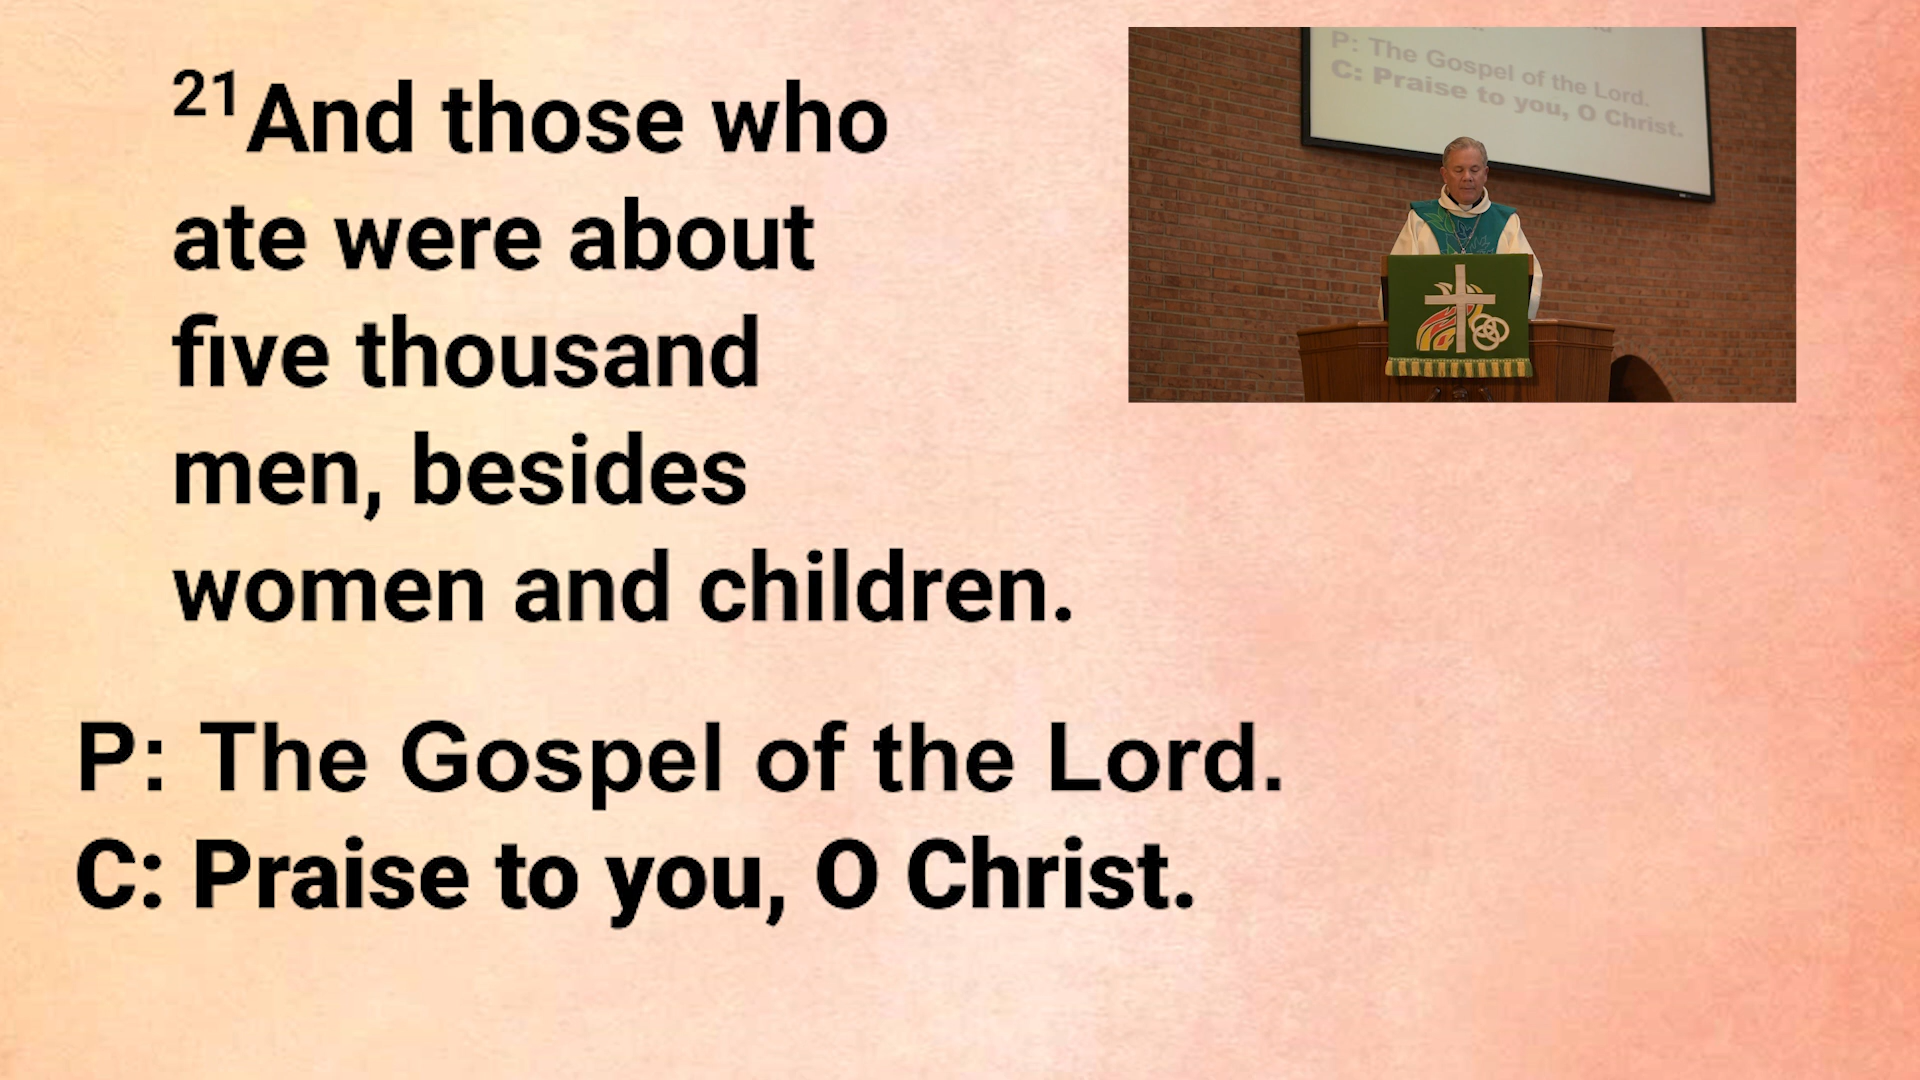 21And those who
ate were about
five thousand
men, besides
women and children.
P: The Gospel of the Lord.
C: Praise to you, O Christ.
P: The Gospel of the Lord.
C: Praise to you, O Christ.